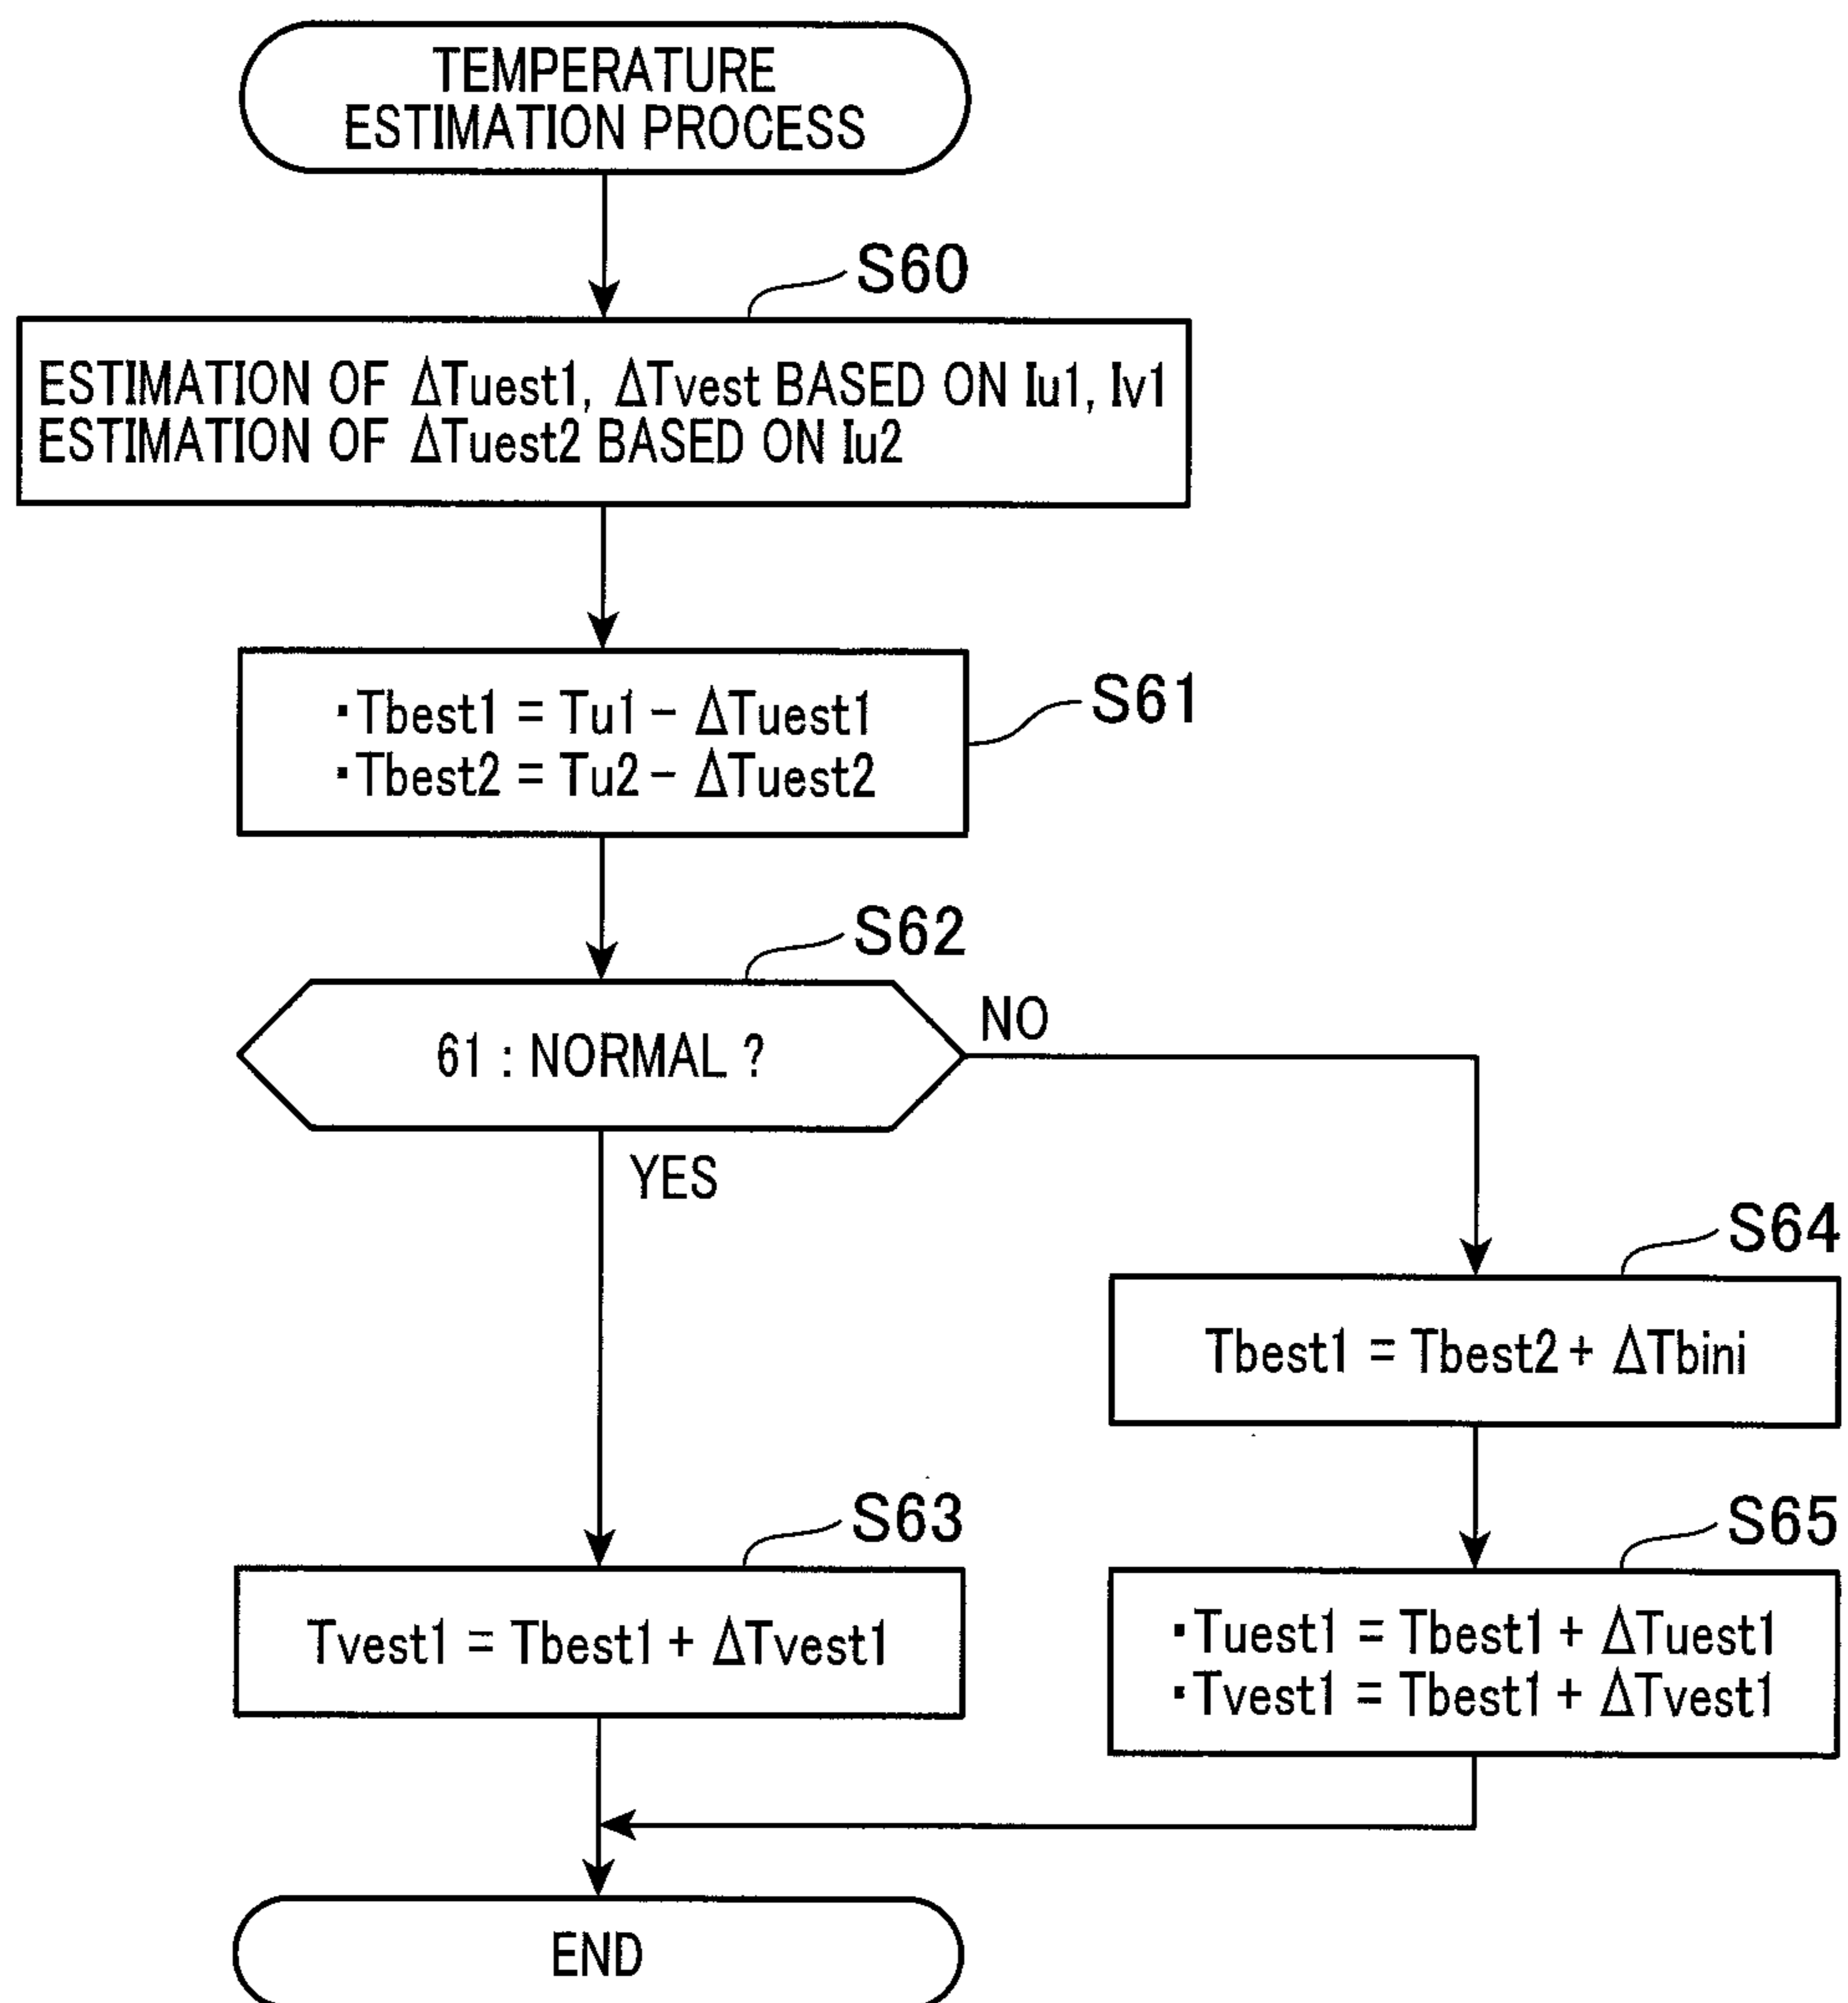 TEMPERATURE
ESTIMATION PROCESS
S60
ESTIMATION OF ΔTuest1, ΔTvest BASED ON Iu1, Iv1
ESTIMATION OF ΔTuest2 BASED ON Iu2
S61
・Tbest1 = Tu1 - ΔTuest1
・Tbest2 = Tu2 - ΔTuest2
S62
61 : NORMAL ?
NO
YES
S64
Tbest1 = Tbest2 + ΔTbini
S63
Tvest1 = Tbest1 + ΔTvest1
S65
・Tuest1 = Tbest1 + ΔTuest1
・Tvest1 = Tbest1 + ΔTvest1
END